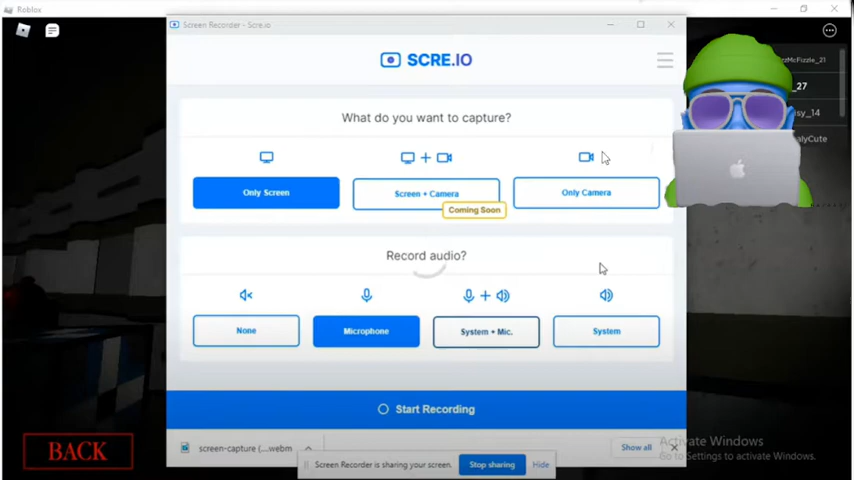 Roblox
Screen Recorder - Scre.io
SCRE.IO
What do you want to capture?
Only Screen
Screen + Camera
Only Camera
Coming Soon
Record audio?
None
Microphone
System + Mic.
System
Start Recording
screen-capture (....webm
Show all
Screen Recorder is sharing your screen.
Stop sharing
Hide
BACK
Activate Windows
Go to Settings to activate Windows.
zMcFizzle_21
_27
sy_14
alyCute